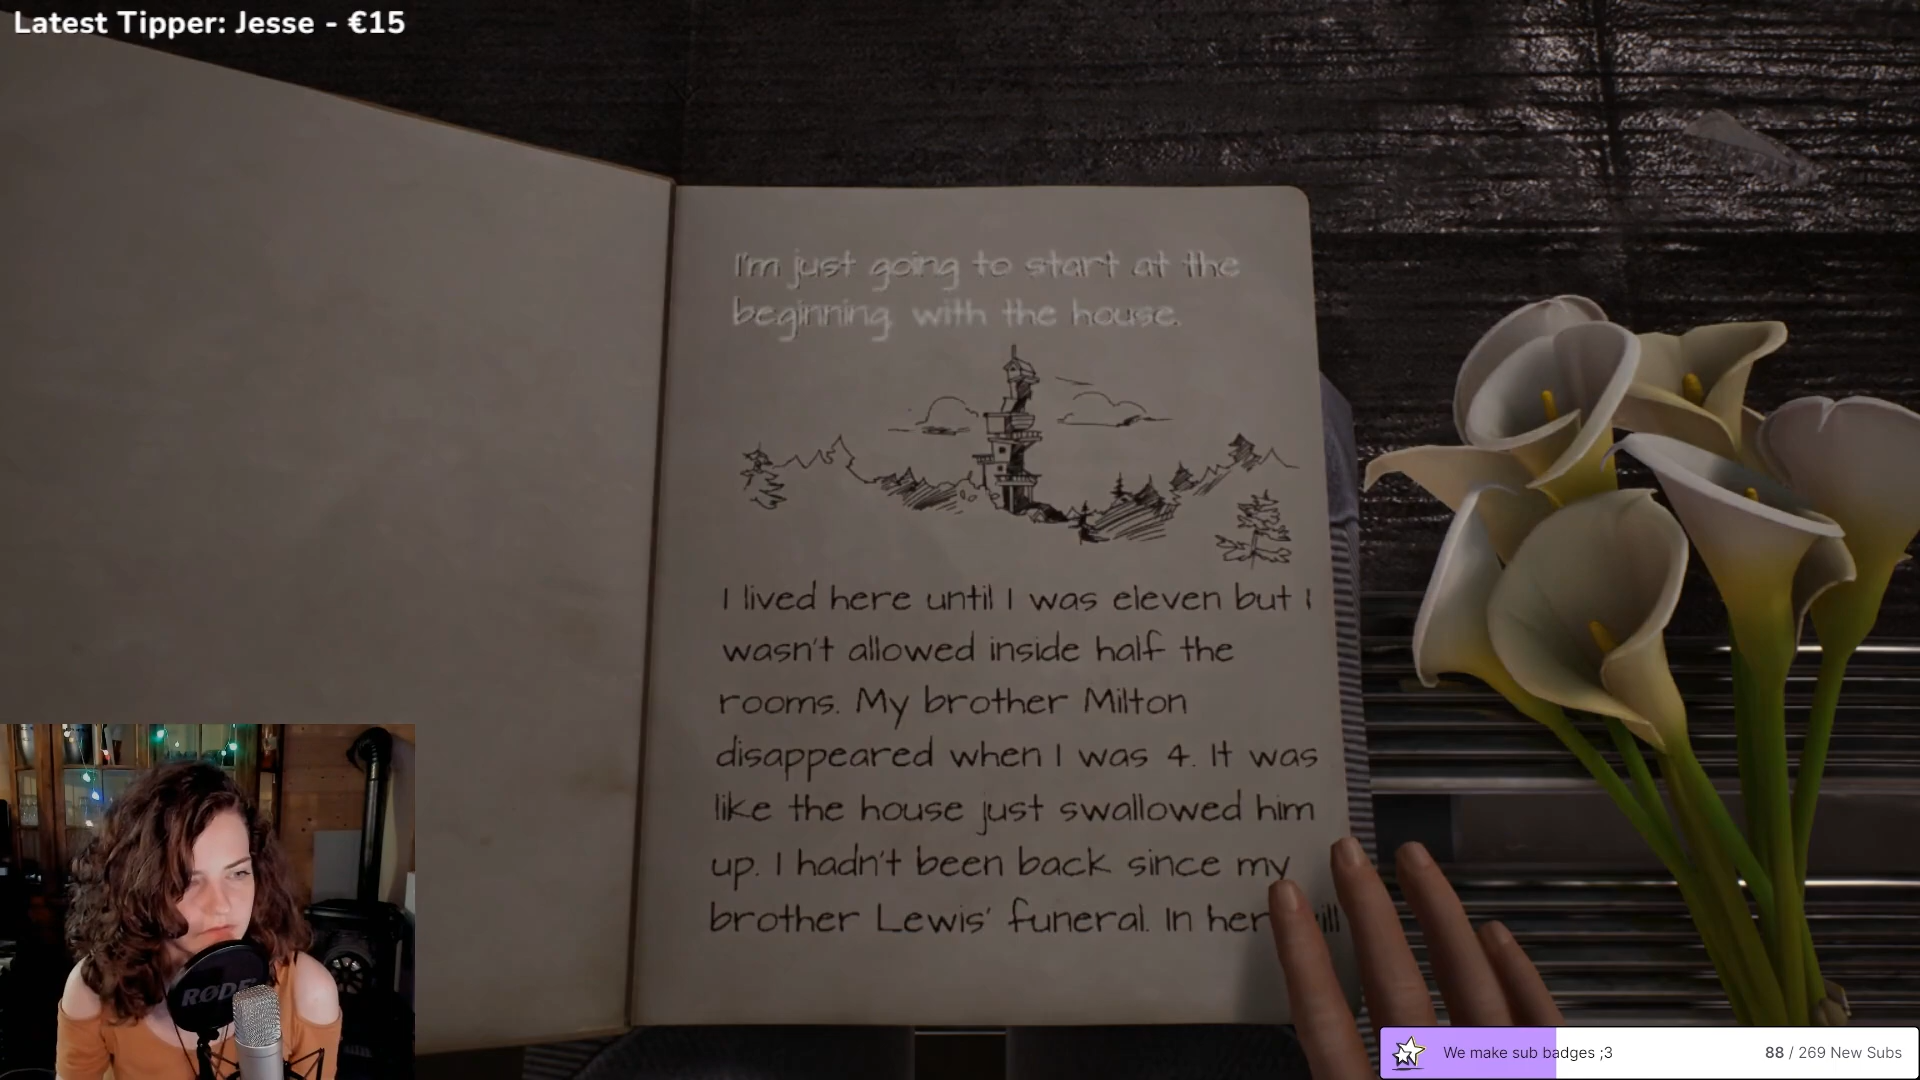 Latest Tipper: Jesse - €15
I'm just going to start at the
beginning, with the house.
I lived here until I was eleven but I
wasn't allowed inside half the
rooms. My brother Milton
disappeared when I was 4. It was
like the house just swallowed him
up. I hadn't been back since my
brother Lewis' funeral. In her
RØDE
We make sub badges ;3
88 / 269 New Subs